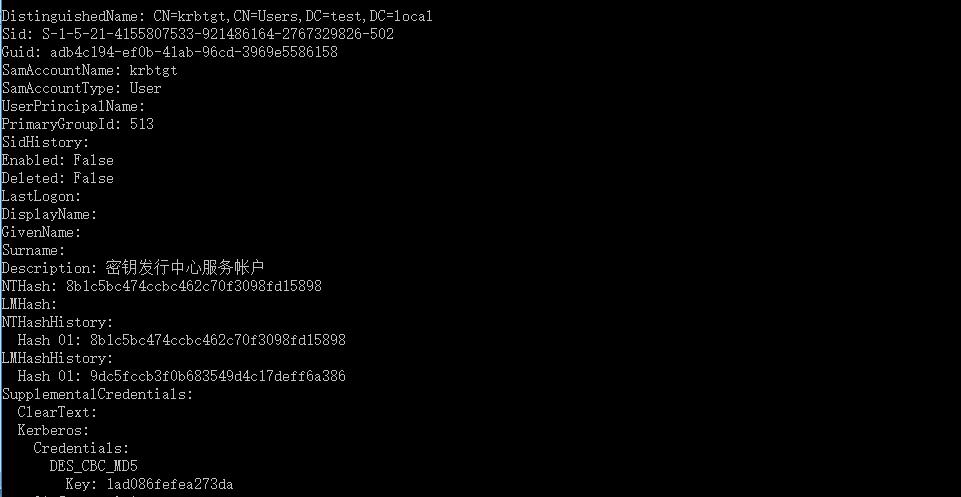 DistinguishedName: CN=krbtgt,CN=Users,DC=test,DC=local
Sid: S-1-5-21-4155807533-921486164-2767329826-502
Guid: adb4c194-ef0b-41ab-96cd-3969e5586158
SamAccountName: krbtgt
SamAccountType: User
UserPrincipalName:
PrimaryGroupId: 513
SidHistory:
Enabled: False
Deleted: False
LastLogon:
DisplayName:
GivenName:
Surname:
Description: 密钥发行中心服务帐户
NTHash: 8b1c5bc474ccbc462c70f3098fd15898
LMHash:
NTHashHistory:
  Hash 01: 8b1c5bc474ccbc462c70f3098fd15898
LMHashHistory:
  Hash 01: 9dc5fccb3f0b683549d4c17deff6a386
SupplementalCredentials:
  ClearText:
  Kerberos:
    Credentials:
      DES_CBC_MD5
        Key: 1ad086fefea273da